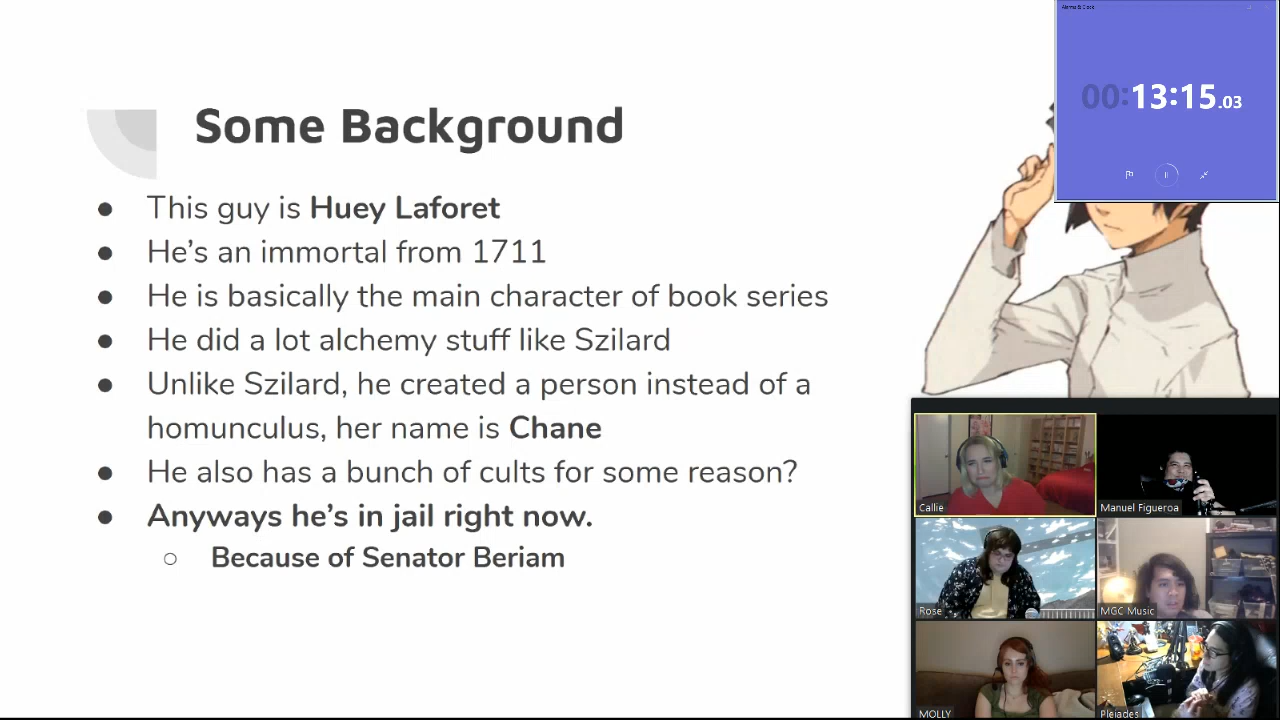 Alarms & Clock
00:13:15.03
Some Background
● This guy is Huey Laforet
● He's an immortal from 1711
● He is basically the main character of book series
● He did a lot alchemy stuff like Szilard
● Unlike Szilard, he created a person instead of a
homunculus, her name is Chane
● He also has a bunch of cults for some reason?
● Anyways he's in jail right now.
○ Because of Senator Beriam
Callie
Manuel Figueroa
Rose
MGC Music
MOLLY
Pleiades